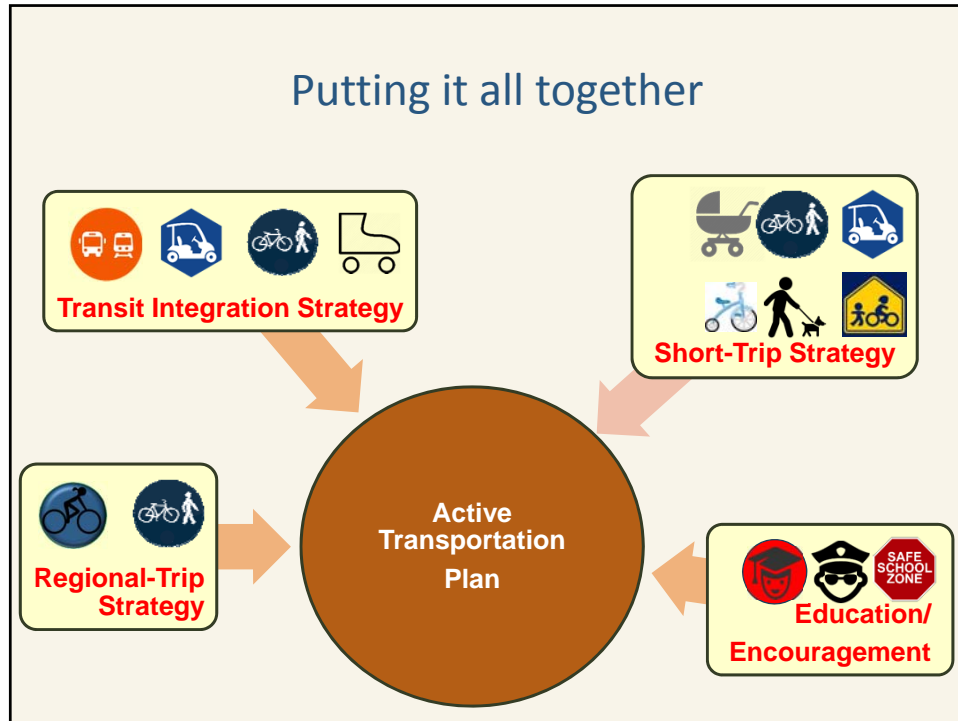 Putting it all together
Transit Integration Strategy
Short-Trip Strategy
Regional-Trip
Strategy
Active
Transportation
Plan
SAFE
SCHOOL
ZONE
Education/
Encouragement